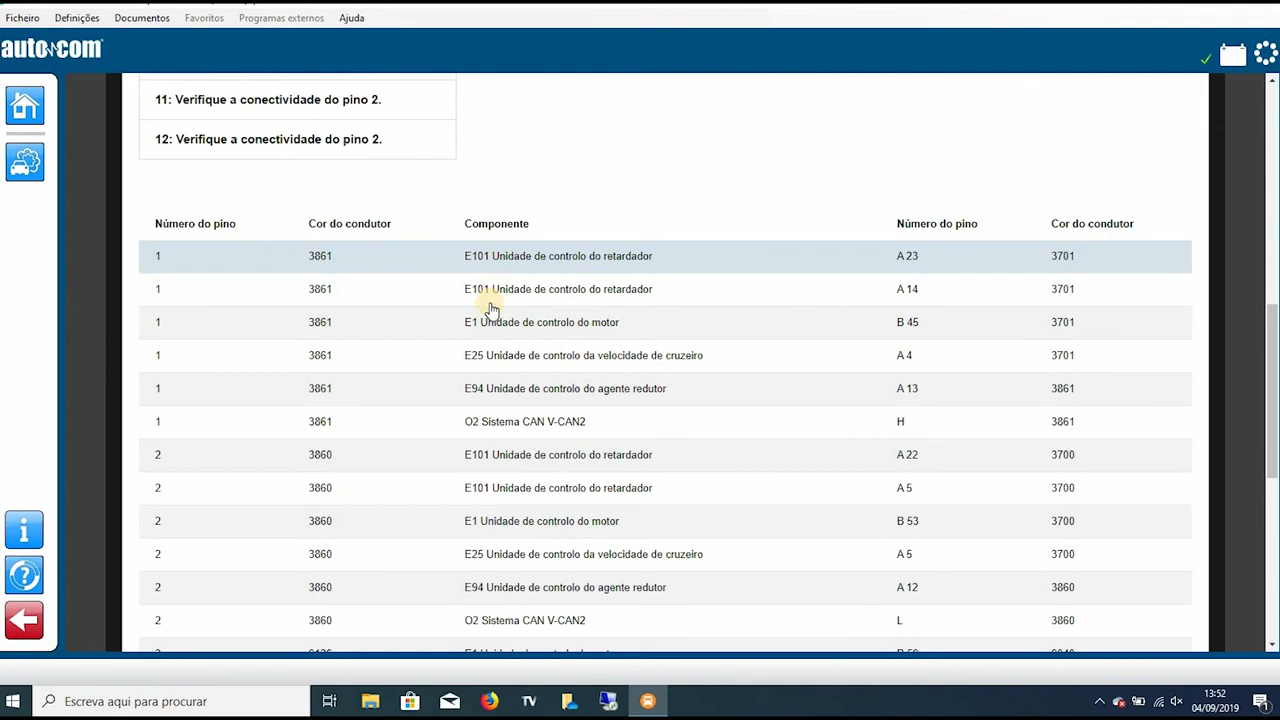 Ficheiro Definições Documentos Favoritos Programas externos Ajuda
autocom
11: Verifique a conectividade do pino 2.
12: Verifique a conectividade do pino 2.
Número do pino Cor do condutor Componente Número do pino Cor do condutor
1 3861 E101 Unidade de controlo do retardador A 23 3701
1 3861 E101 Unidade de controlo do retardador A 14 3701
1 3861 E1 Unidade de controlo do motor B 45 3701
1 3861 E25 Unidade de controlo da velocidade de cruzeiro A 4 3701
1 3861 E94 Unidade de controlo do agente redutor A 13 3861
1 3861 O2 Sistema CAN V-CAN2 H 3861
2 3860 E101 Unidade de controlo do retardador A 22 3700
2 3860 E101 Unidade de controlo do retardador A 5 3700
2 3860 E1 Unidade de controlo do motor B 53 3700
2 3860 E25 Unidade de controlo da velocidade de cruzeiro A 5 3700
2 3860 E94 Unidade de controlo do agente redutor A 12 3860
2 3860 O2 Sistema CAN V-CAN2 L 3860
Escreva aqui para procurar
TV
13:52
04/09/2019
1